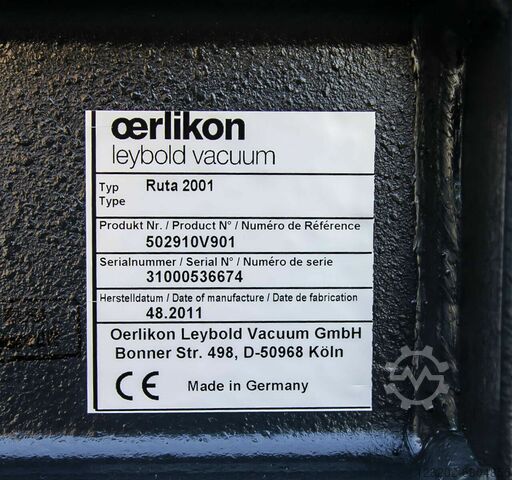 œrlikon
leybold vacuum
Typ Ruta 2001
Type
Produkt Nr. / Product N° / Numéro de Référence
502910V901
Serialnummer / Serial N° / Numéro de serie
31000536674
Herstelldatum / Date of manufacture / Date de fabrication
48.2011
Oerlikon Leybold Vacuum GmbH
Bonner Str. 498, D-50968 Köln
CE Made in Germany